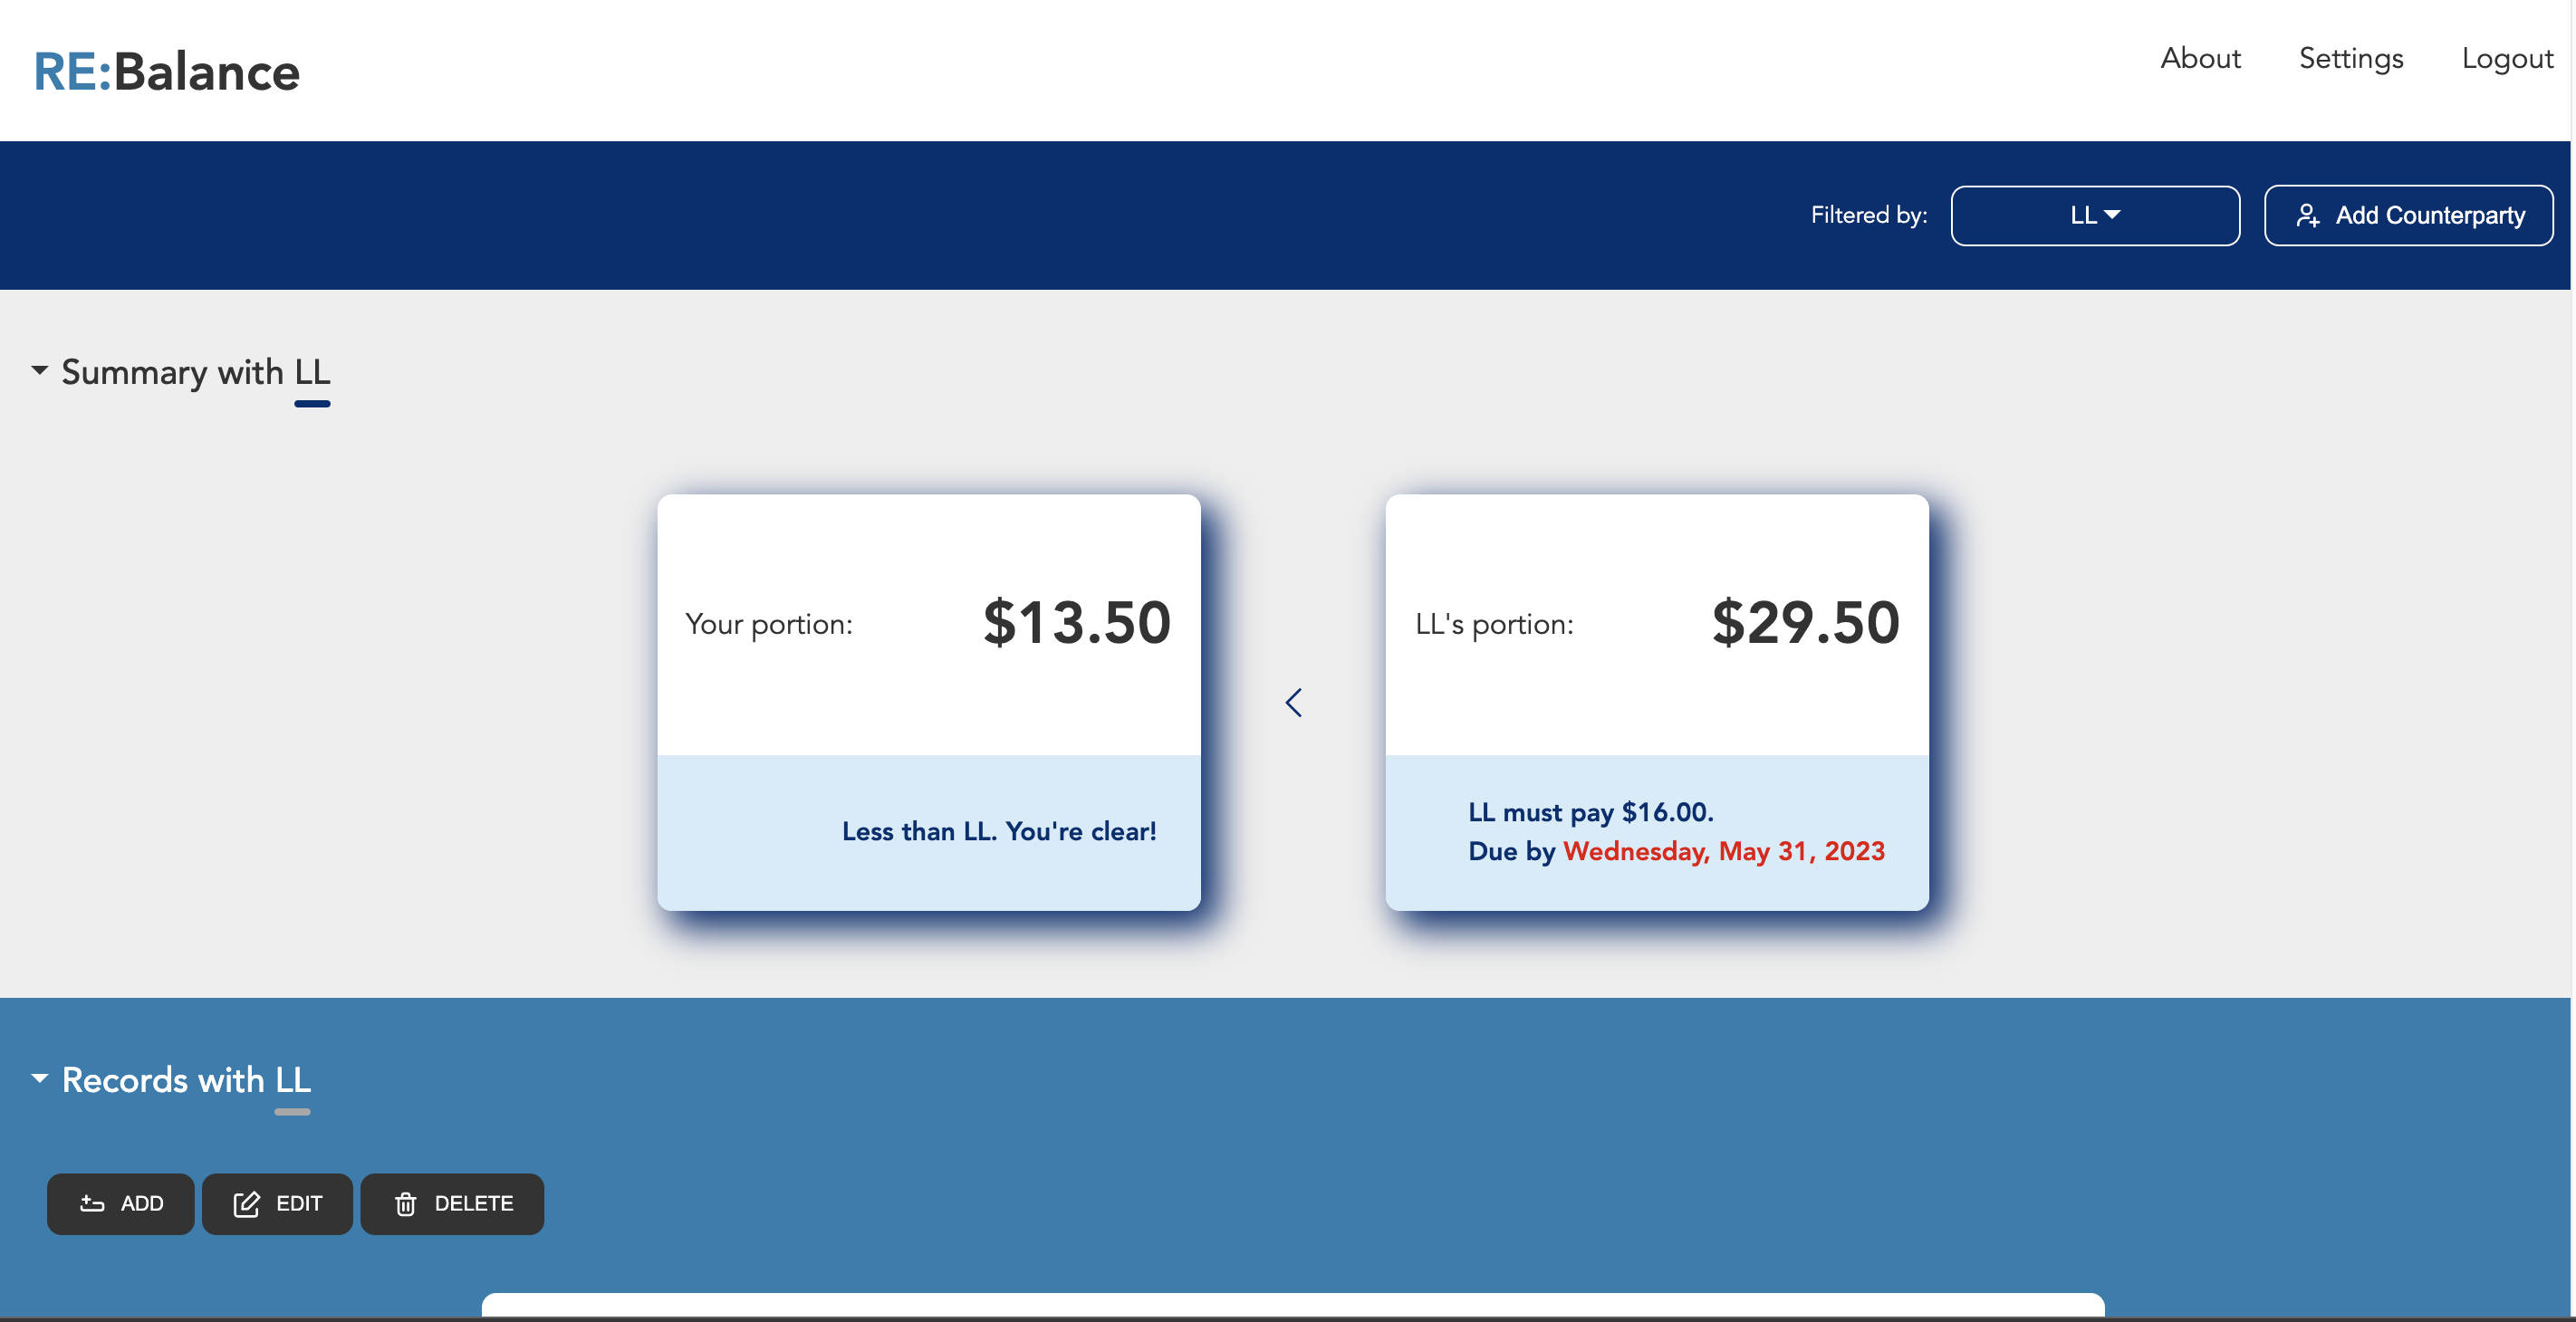 RE:Balance
About Settings Logout
Filtered by: LL Add Counterparty
Summary with LL
Your portion: $13.50
Less than LL. You're clear!
LL's portion: $29.50
LL must pay $16.00.
Due by Wednesday, May 31, 2023
Records with LL
ADD EDIT DELETE